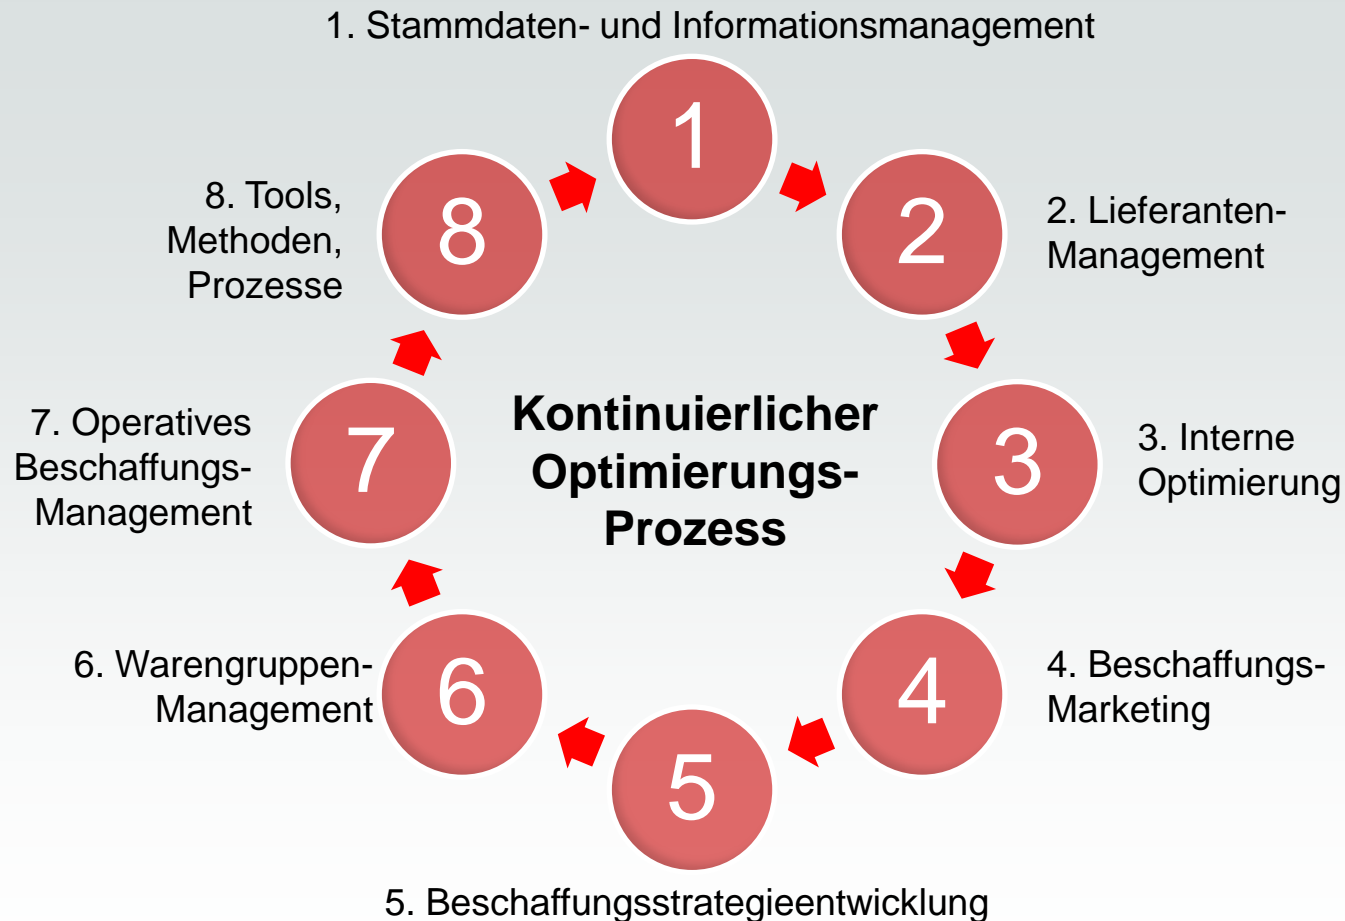 1. Stammdaten- und Informationsmanagement
1
2
2. Lieferanten-
Management
3
3. Interne
Optimierung
4
4. Beschaffungs-
Marketing
5
5. Beschaffungsstrategieentwicklung
6
6. Warengruppen-
Management
7
7. Operatives
Beschaffungs-
Management
8
8. Tools,
Methoden,
Prozesse
Kontinuierlicher
Optimierungs-
Prozess